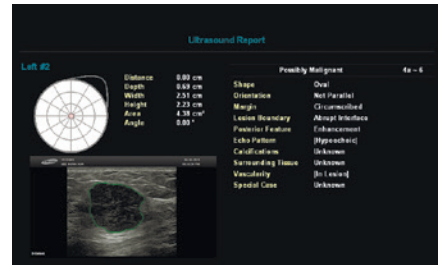 Ultrasound Report
Left #2
Distance 0.00 cm
Depth 0.69 cm
Width 2.51 cm
Height 2.23 cm
Area 4.38 cm²
Angle 0.00 °
Possibly Malignant 4a ~ 6
Shape Oval
Orientation Not Parallel
Margin Circumscribed
Lesion Boundary Abrupt Interface
Posterior Feature Enhancement
Echo Pattern [Hypoechoic]
Calcifications Unknown
Surrounding Tissue Unknown
Vascularity [In Lesion]
Special Case Unknown